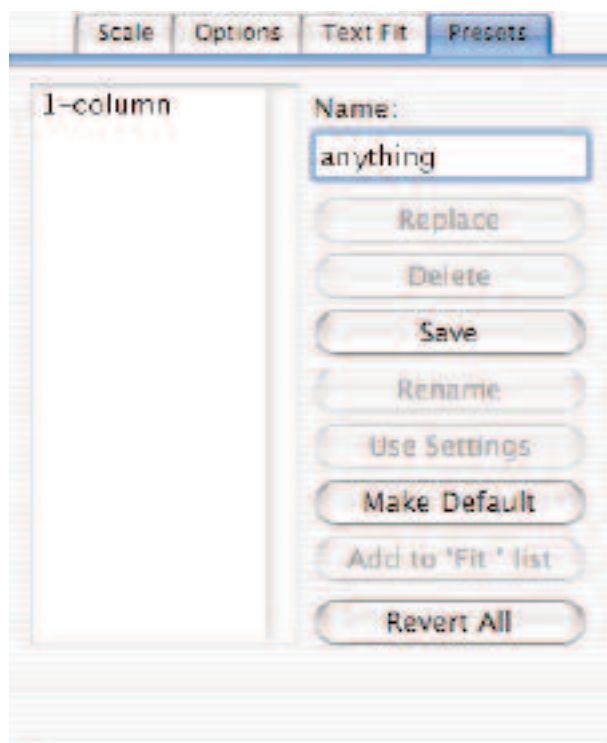 Scale Options Text Fit Presets
1-column
Name:
anything
Replace
Delete
Save
Rename
Use Settings
Make Default
Add to "Fit " list
Revert All